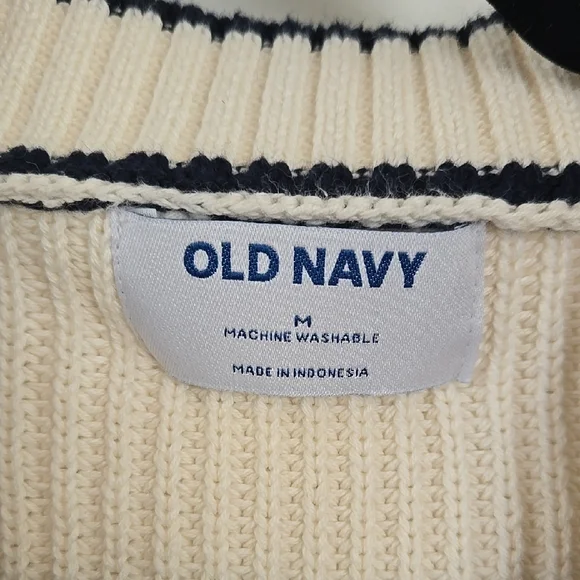 OLD NAVY
M
MACHINE WASHABLE
MADE IN INDONESIA